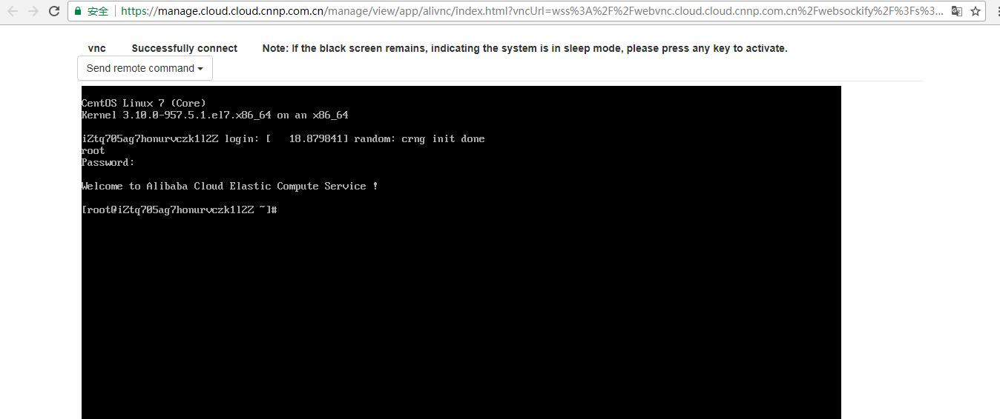 安全
https://manage.cloud.cloud.cnnp.com.cn/manage/view/app/alivnc/index.html?vncUrl=wss%3A%2F%2Fwebvnc.cloud.cloud.cnnp.com.cn%2Fwebsockify%2F%3Fs%3...
vnc Successfully connect Note: If the black screen remains, indicating the system is in sleep mode, please press any key to activate.
Send remote command
CentOS Linux 7 (Core)
Kernel 3.10.0-957.5.1.el7.x86_64 on an x86_64
iZtq705ag7honurvczk1l2Z login: [   18.879841] random: crng init done
root
Password:
Welcome to Alibaba Cloud Elastic Compute Service !
[root@iZtq705ag7honurvczk1l2Z ~]#